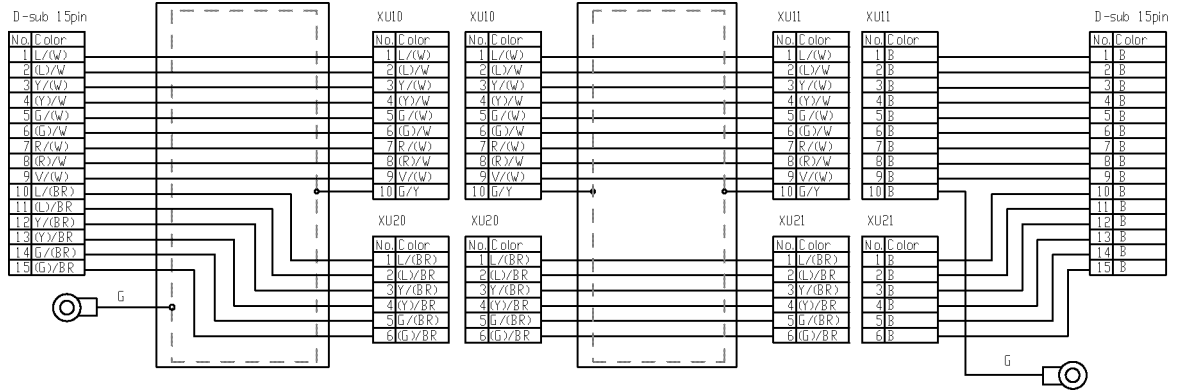 D-sub 15pin
No. Color
1 L/(W)
2 (L)/W
3 Y/(W)
4 (Y)/W
5 G/(W)
6 (G)/W
7 R/(W)
8 (R)/W
9 V/(W)
10 L/(BR)
11 (L)/BR
12 Y/(BR)
13 (Y)/BR
14 G/(BR)
15 (G)/BR
G
XU10
No. Color
1 L/(W)
2 (L)/W
3 Y/(W)
4 (Y)/W
5 G/(W)
6 (G)/W
7 R/(W)
8 (R)/W
9 V/(W)
10 G/Y
XU20
No. Color
1 L/(BR)
2 (L)/BR
3 Y/(BR)
4 (Y)/BR
5 G/(BR)
6 (G)/BR
XU10
No. Color
1 L/(W)
2 (L)/W
3 Y/(W)
4 (Y)/W
5 G/(W)
6 (G)/W
7 R/(W)
8 (R)/W
9 V/(W)
10 G/Y
XU20
No. Color
1 L/(BR)
2 (L)/BR
3 Y/(BR)
4 (Y)/BR
5 G/(BR)
6 (G)/BR
XU11
No. Color
1 L/(W)
2 (L)/W
3 Y/(W)
4 (Y)/W
5 G/(W)
6 (G)/W
7 R/(W)
8 (R)/W
9 V/(W)
10 G/Y
XU21
No. Color
1 L/(BR)
2 (L)/BR
3 Y/(BR)
4 (Y)/BR
5 G/(BR)
6 (G)/BR
XU11
No. Color
1 B
2 B
3 B
4 B
5 B
6 B
7 B
8 B
9 B
10 B
XU21
No. Color
1 B
2 B
3 B
4 B
5 B
6 B
D-sub 15pin
No. Color
1 B
2 B
3 B
4 B
5 B
6 B
7 B
8 B
9 B
10 B
11 B
12 B
13 B
14 B
15 B
G